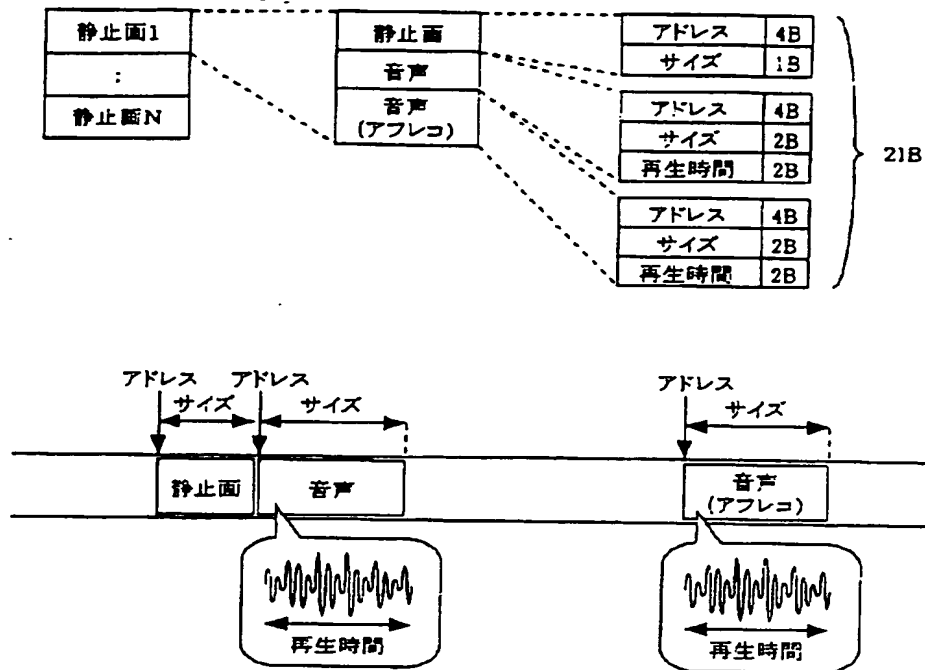 静止画1
:
静止画N
静止画
音声
音声
(アフレコ)
アドレス 4B
サイズ 1B
アドレス 4B
サイズ 2B
再生時間 2B
アドレス 4B
サイズ 2B
再生時間 2B
21B
アドレス アドレス
サイズ サイズ
アドレス
サイズ
静止画 音声
音声
(アフレコ)
再生時間
再生時間